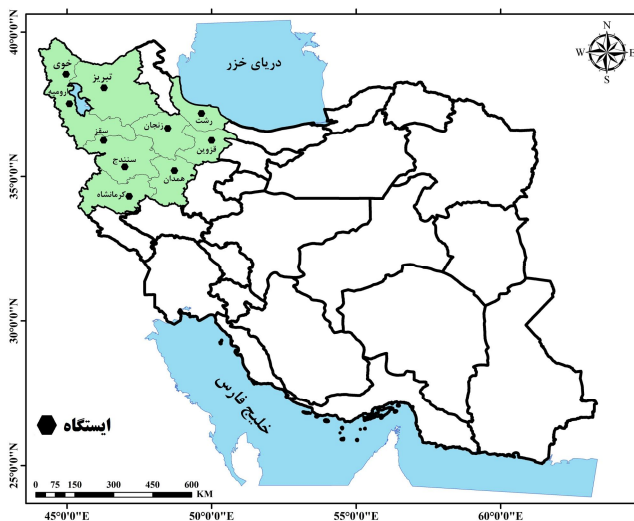 40°0'0"N
35°0'0"N
30°0'0"N
25°0'0"N
N
W E
S
دریای خزر
خوی
تبریز
ارومیه
رشت
زنجان
سقز
قزوین
سنندج
همدان
کرمانشاه
خلیج فارس
ایستگاه
0 75 150 300 450 600
KM
45°0'0"E 50°0'0"E 55°0'0"E 60°0'0"E